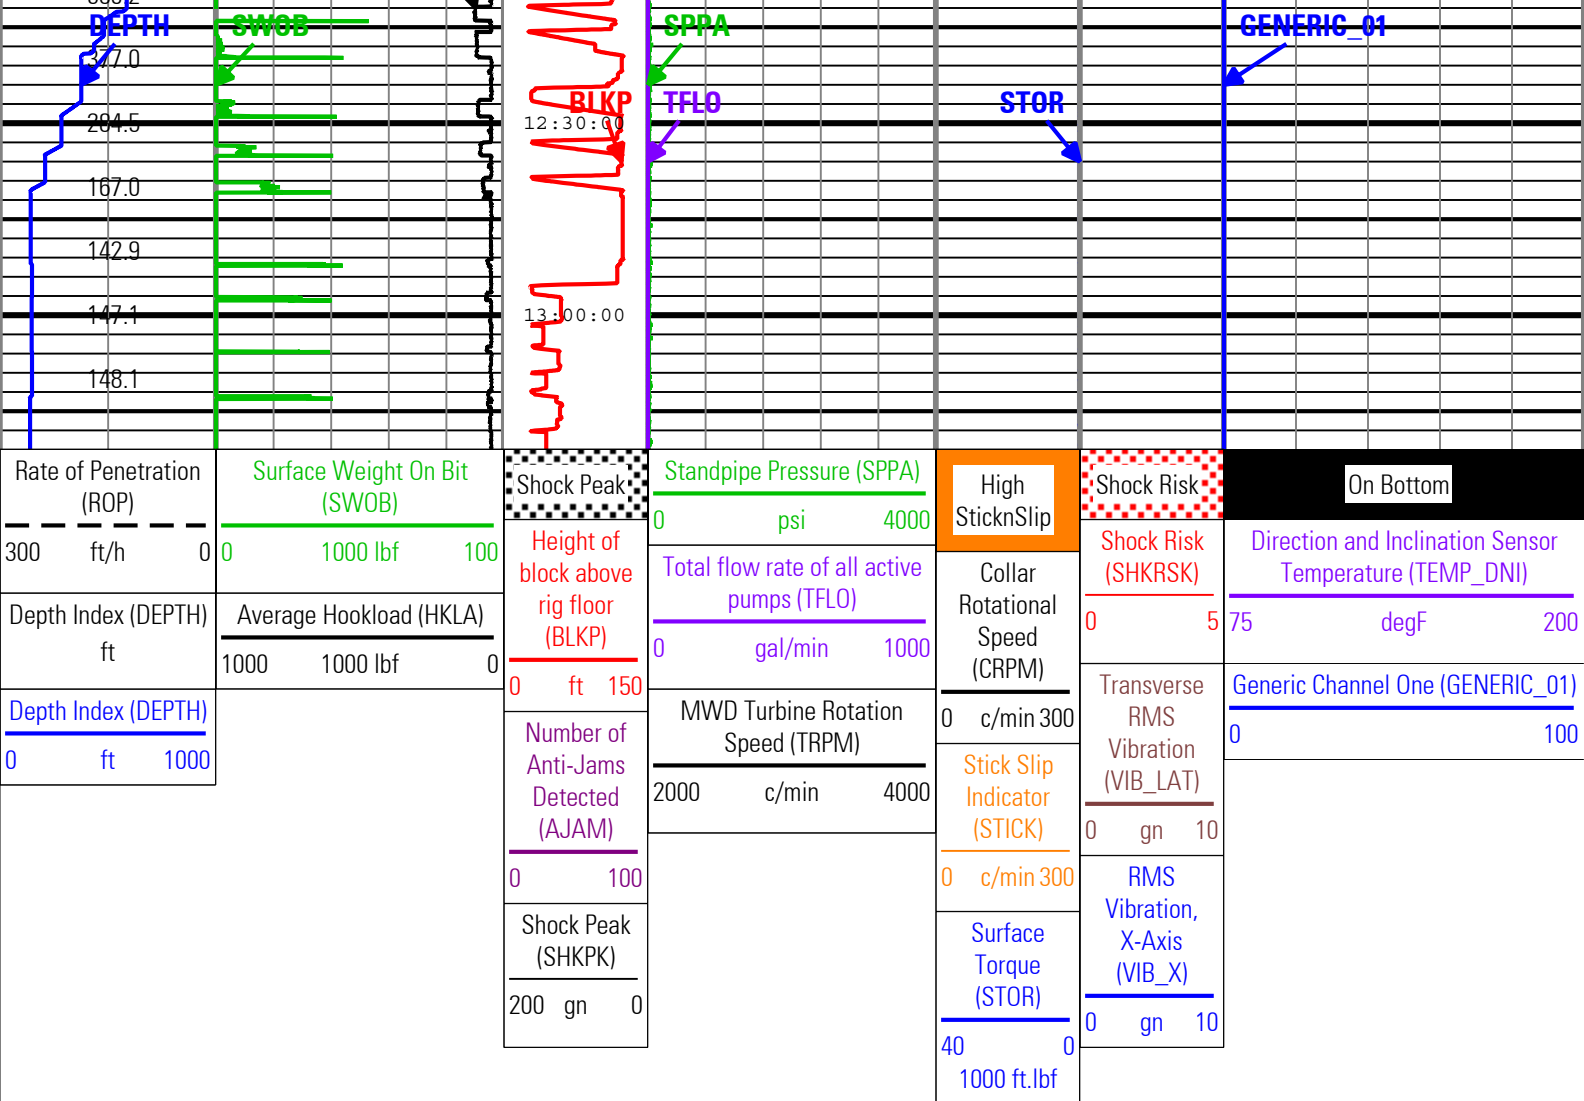 DEPTH
SWOB
SPPA
GENERIC_01
377.0
BLKP
TFLO
STOR
284.5
12:30:00
167.0
142.9
147.1
13:00:00
148.1
Rate of Penetration
(ROP)
300 ft/h 0
Depth Index (DEPTH)
ft
Depth Index (DEPTH)
0 ft 1000
Surface Weight On Bit
(SWOB)
0 1000 lbf 100
Average Hookload (HKLA)
1000 1000 lbf 0
Shock Peak
Height of
block above
rig floor
(BLKP)
0 ft 150
Number of
Anti-Jams
Detected
(AJAM)
0 100
Shock Peak
(SHKPK)
200 gn 0
Standpipe Pressure (SPPA)
0 psi 4000
Total flow rate of all active
pumps (TFLO)
0 gal/min 1000
MWD Turbine Rotation
Speed (TRPM)
2000 c/min 4000
High
SticknSlip
Collar
Rotational
Speed
(CRPM)
0 c/min 300
Stick Slip
Indicator
(STICK)
0 c/min 300
Surface
Torque
(STOR)
40 0
1000 ft.lbf
Shock Risk
Shock Risk
(SHKRSK)
0 5
Transverse
RMS
Vibration
(VIB_LAT)
0 gn 10
RMS
Vibration,
X-Axis
(VIB_X)
0 gn 10
On Bottom
Direction and Inclination Sensor
Temperature (TEMP_DNI)
75 degF 200
Generic Channel One (GENERIC_01)
0 100